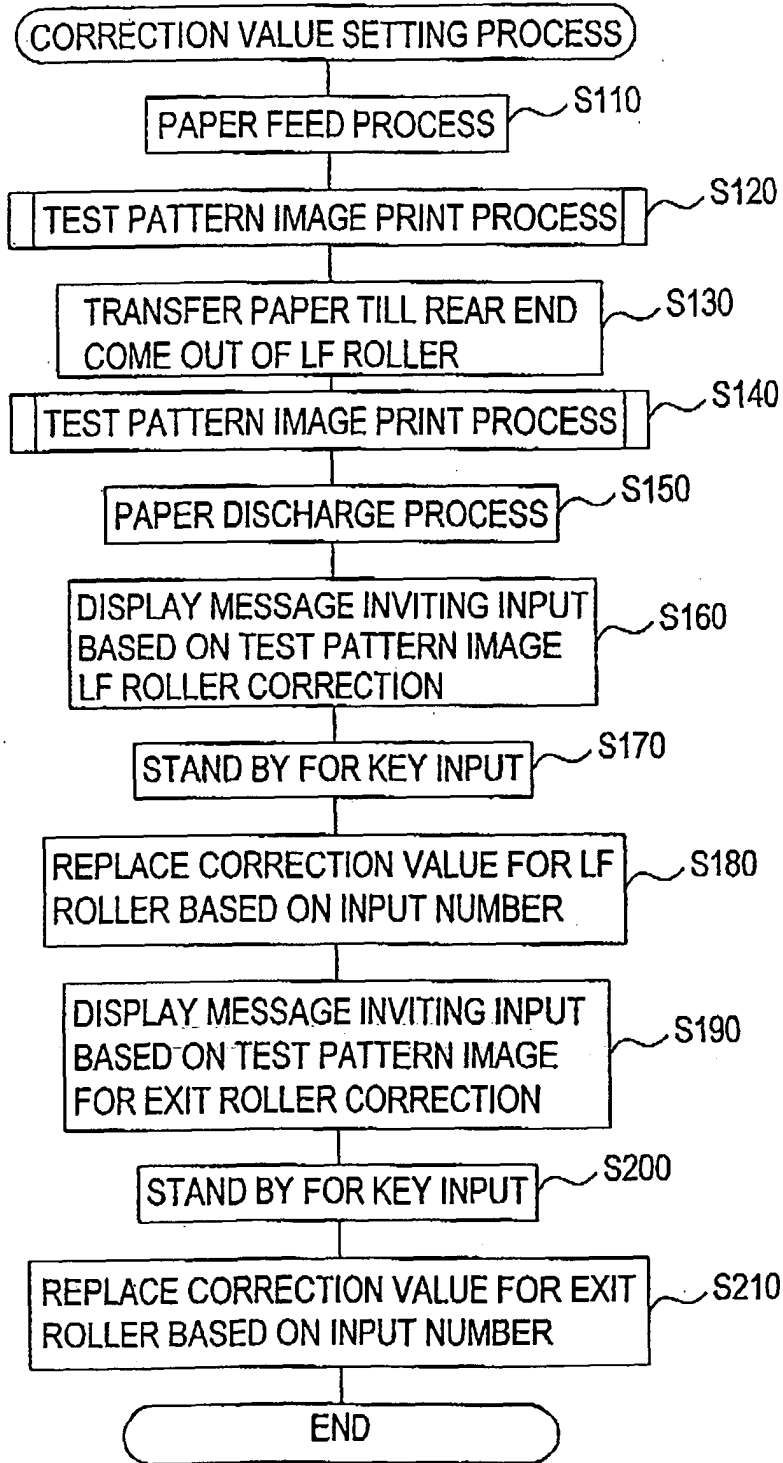 CORRECTION VALUE SETTING PROCESS
PAPER FEED PROCESS
S110
TEST PATTERN IMAGE PRINT PROCESS
S120
TRANSFER PAPER TILL REAR END
COME OUT OF LF ROLLER
S130
TEST PATTERN IMAGE PRINT PROCESS
S140
PAPER DISCHARGE PROCESS
S150
DISPLAY MESSAGE INVITING INPUT
BASED ON TEST PATTERN IMAGE
LF ROLLER CORRECTION
S160
STAND BY FOR KEY INPUT
S170
REPLACE CORRECTION VALUE FOR LF
ROLLER BASED ON INPUT NUMBER
S180
DISPLAY MESSAGE INVITING INPUT
BASED ON TEST PATTERN IMAGE
FOR EXIT ROLLER CORRECTION
S190
STAND BY FOR KEY INPUT
S200
REPLACE CORRECTION VALUE FOR EXIT
ROLLER BASED ON INPUT NUMBER
S210
END